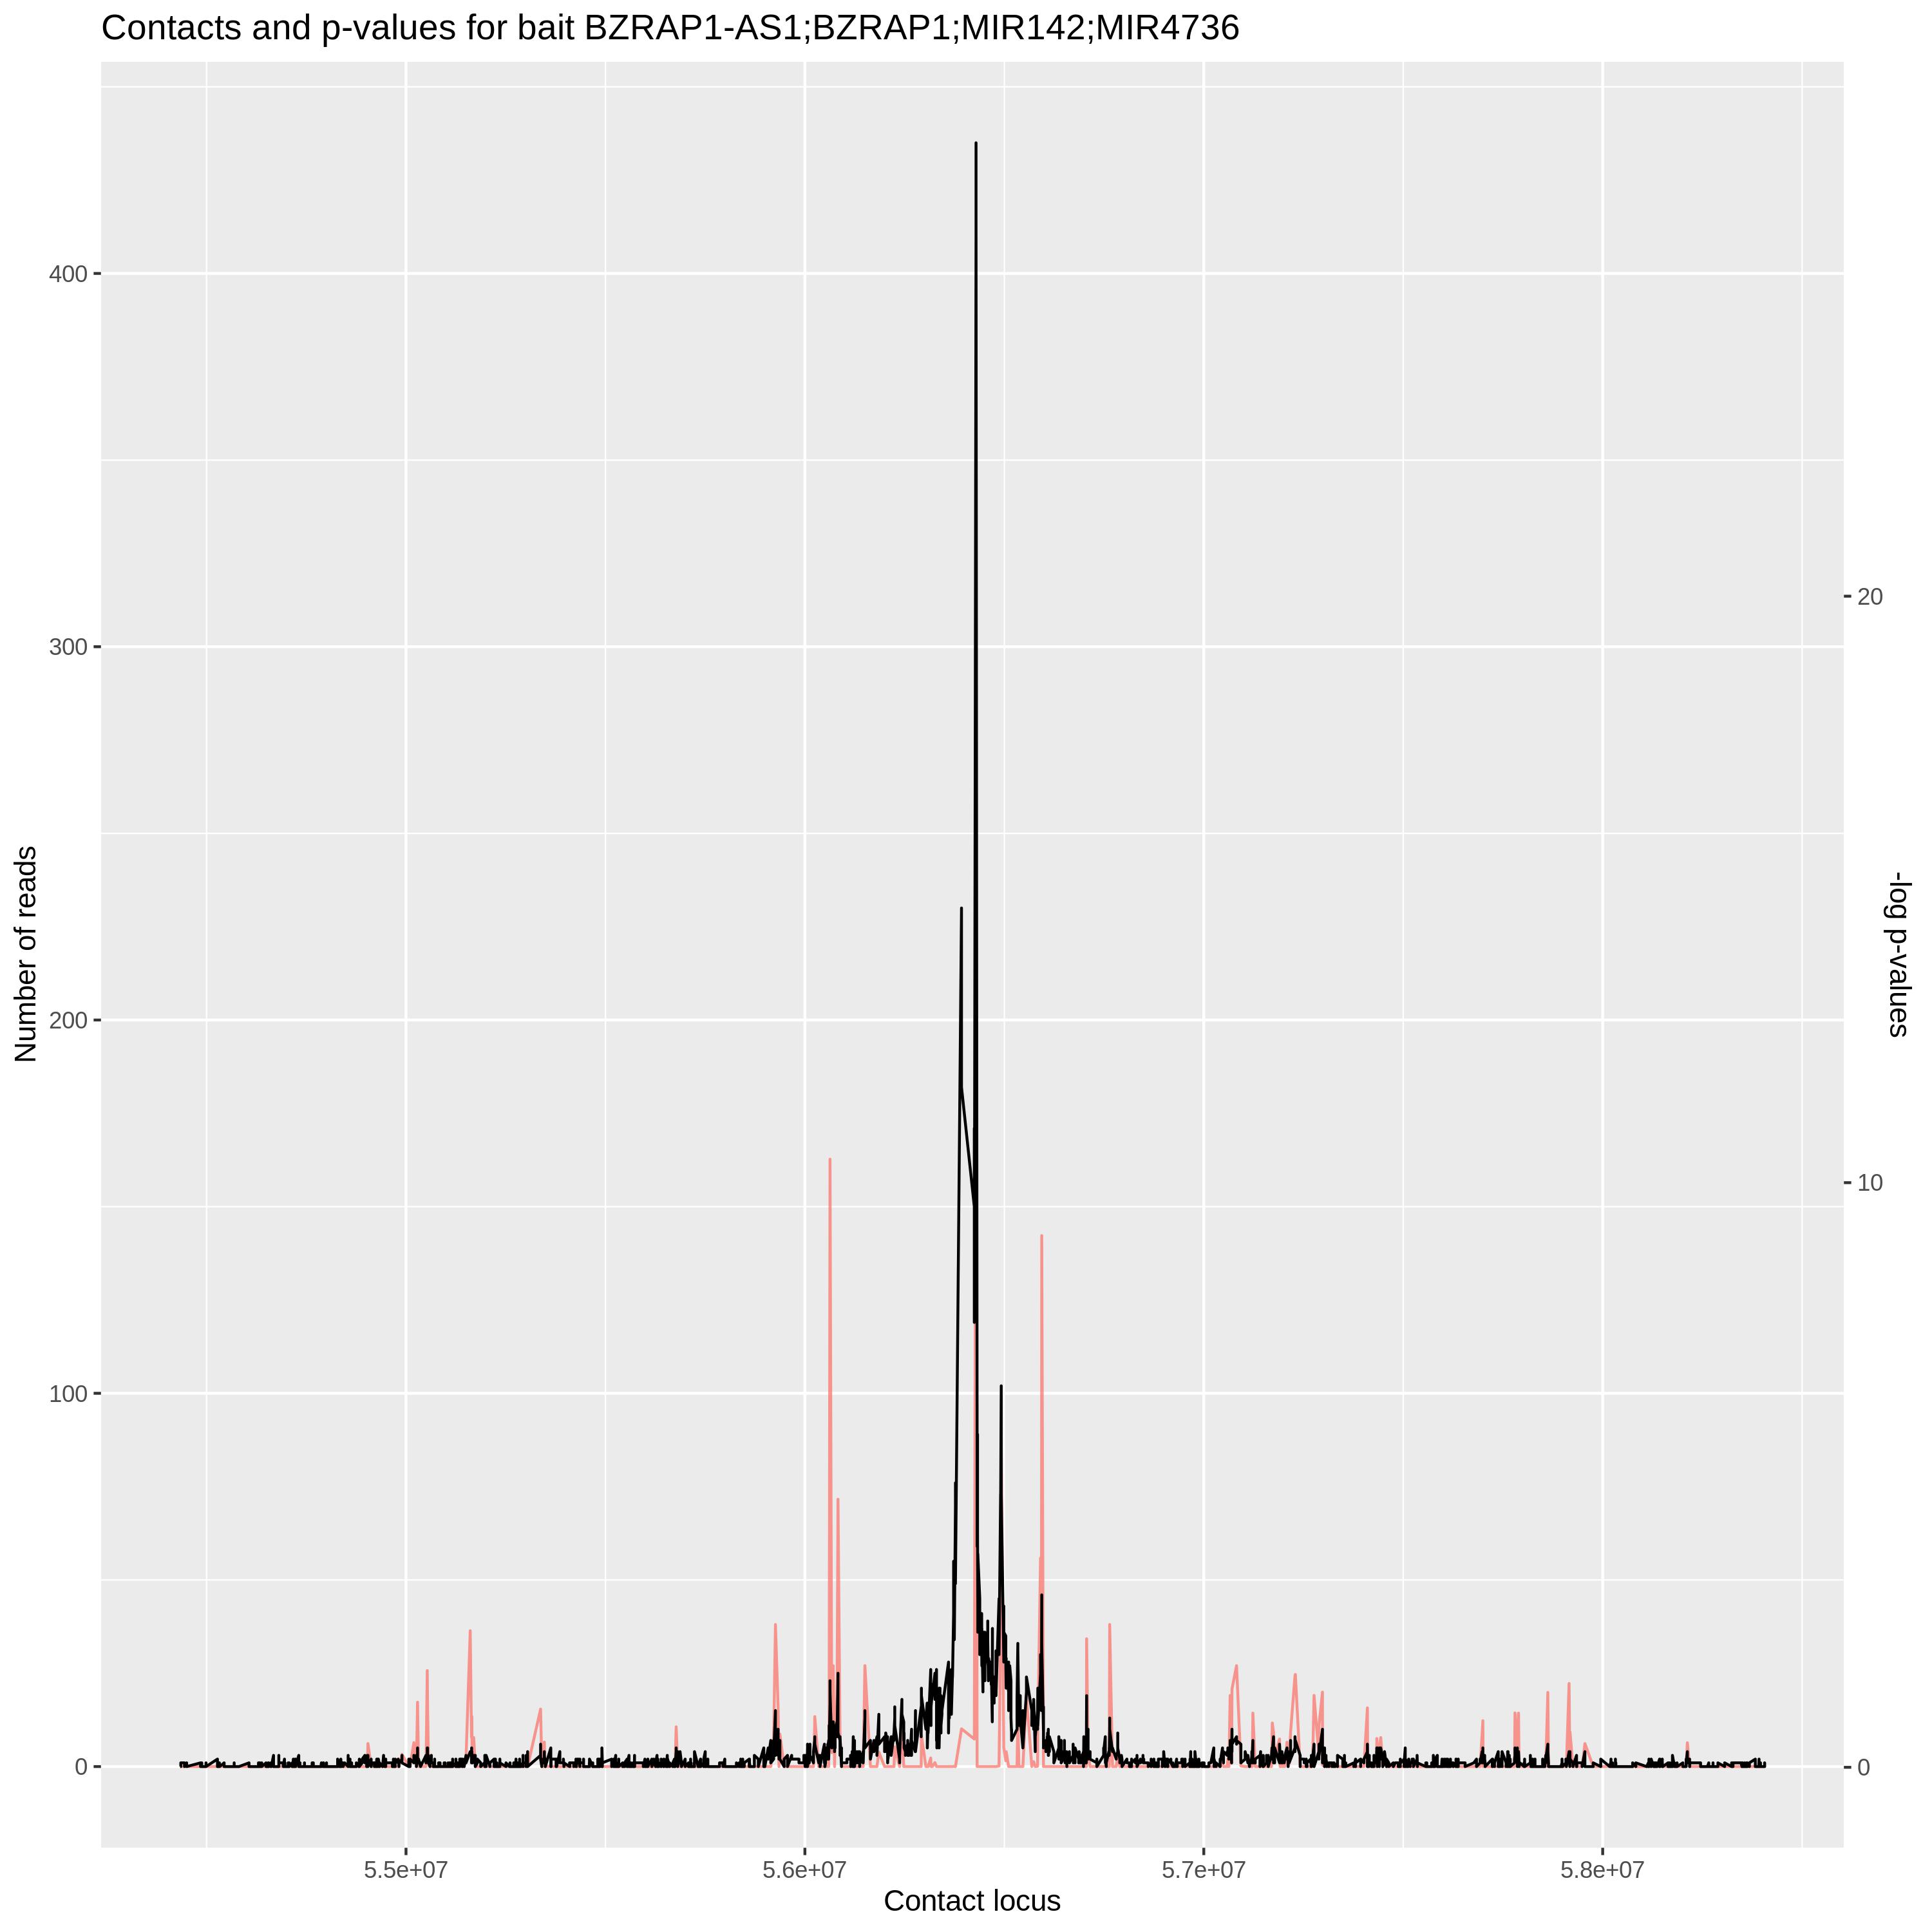 Contacts and p-values for bait BZRAP1-AS1;BZRAP1;MIR142;MIR4736
400
300
200
100
0
Number of reads
20
10
0
-log p-values
5.5e+07 5.6e+07 5.7e+07 5.8e+07
Contact locus